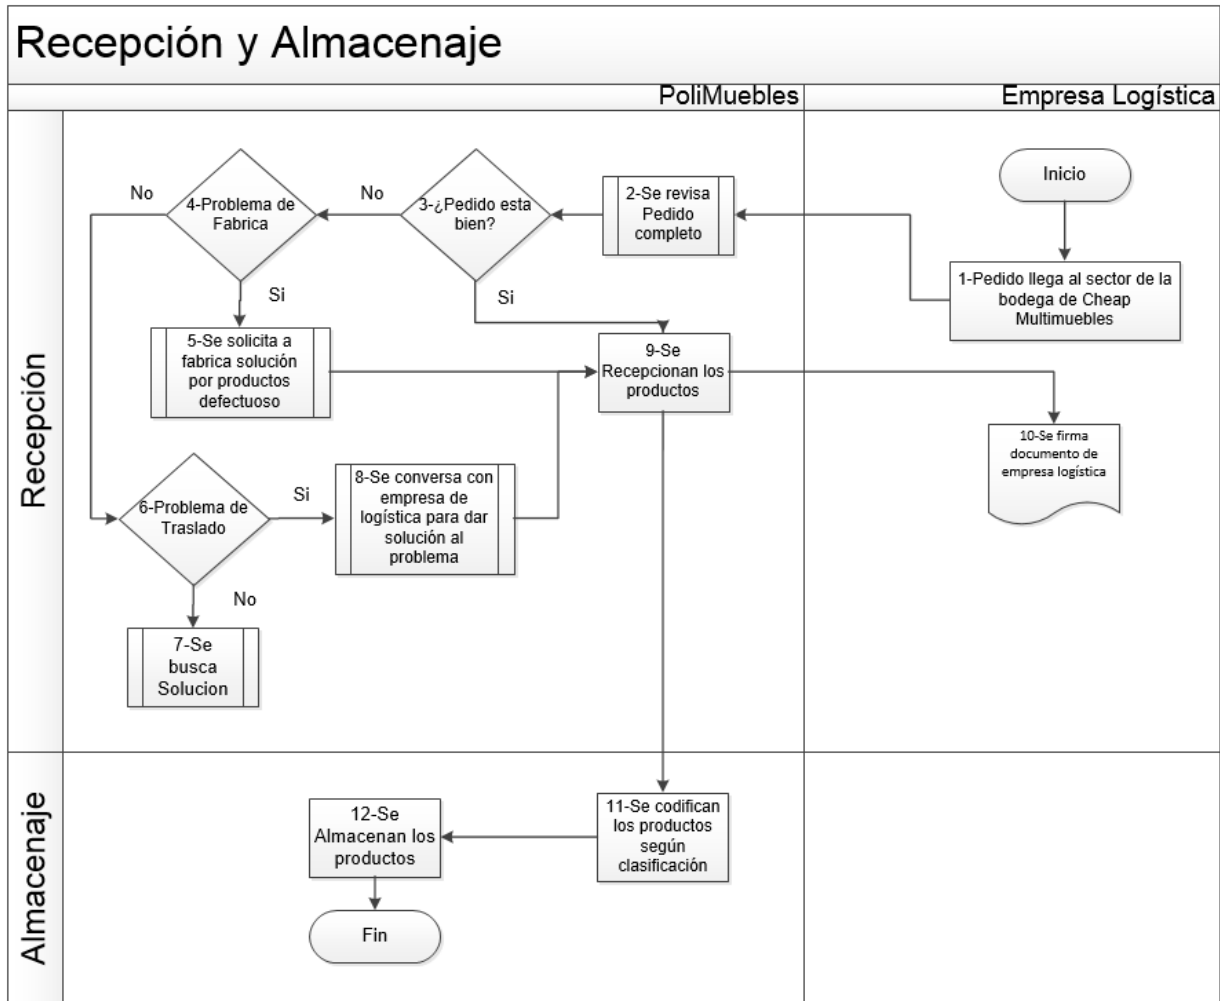 Recepción y Almacenaje
PoliMuebles
Empresa Logística
Recepción
Inicio
1-Pedido llega al sector de la
bodega de Cheap
Multimuebles
2-Se revisa
Pedido
completo
3-¿Pedido esta
bien?
No
Si
4-Problema de
Fabrica
No
Si
5-Se solicita a
fabrica solución
por productos
defectuoso
6-Problema de
Traslado
Si
No
7-Se
busca
Solucion
8-Se conversa con
empresa de
logística para dar
solución al
problema
9-Se
Recepcionan los
productos
10-Se firma
documento de
empresa logística
Almacenaje
11-Se codifican
los productos
según
clasificación
12-Se
Almacenan los
productos
Fin